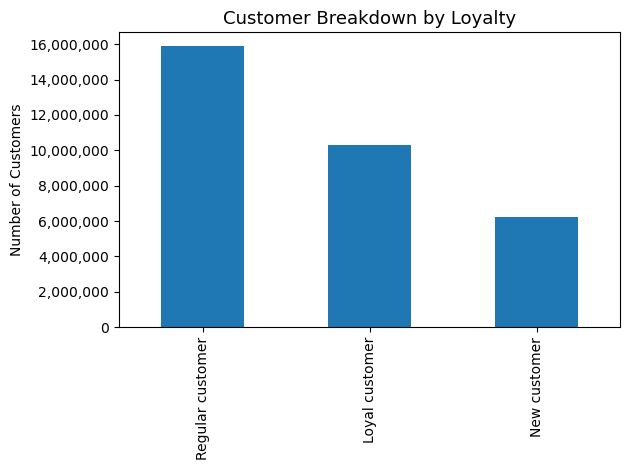 Customer Breakdown by Loyalty
Number of Customers
16,000,000
14,000,000
12,000,000
10,000,000
8,000,000
6,000,000
4,000,000
2,000,000
0
Regular customer
Loyal customer
New customer